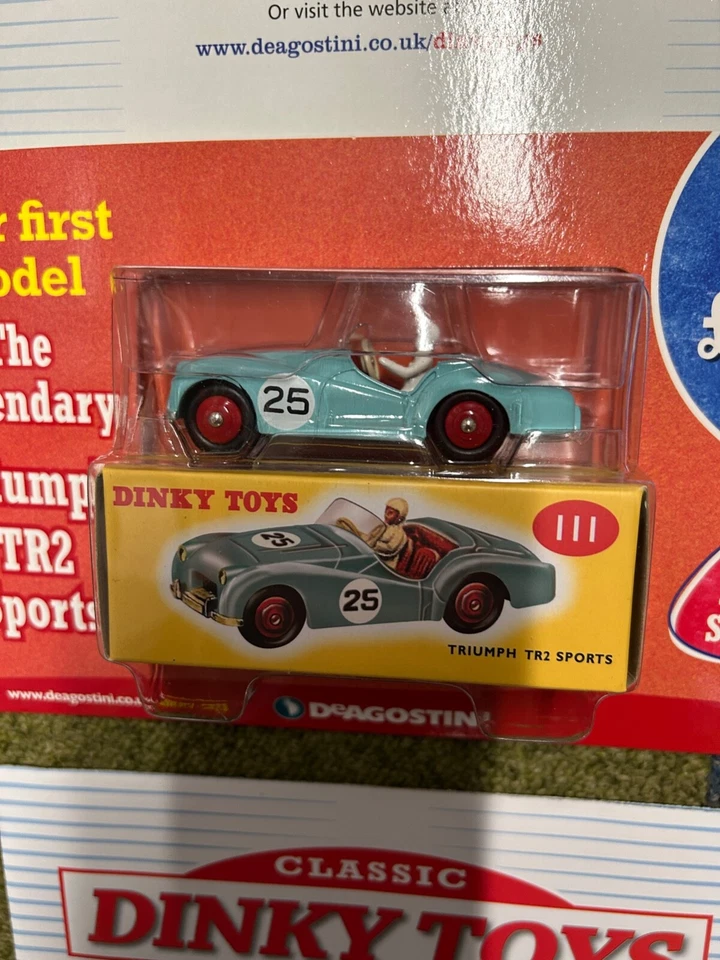 Or visit the website
www.deagostini.co.uk/
r first
odel
The
endary
TR2
ports
25
DINKY TOYS
111
25
25
TRIUMPH TR2 SPORTS
www.deagostini.co.
DEAGOSTINI
£
S
CLASSIC
DINKY TOYS